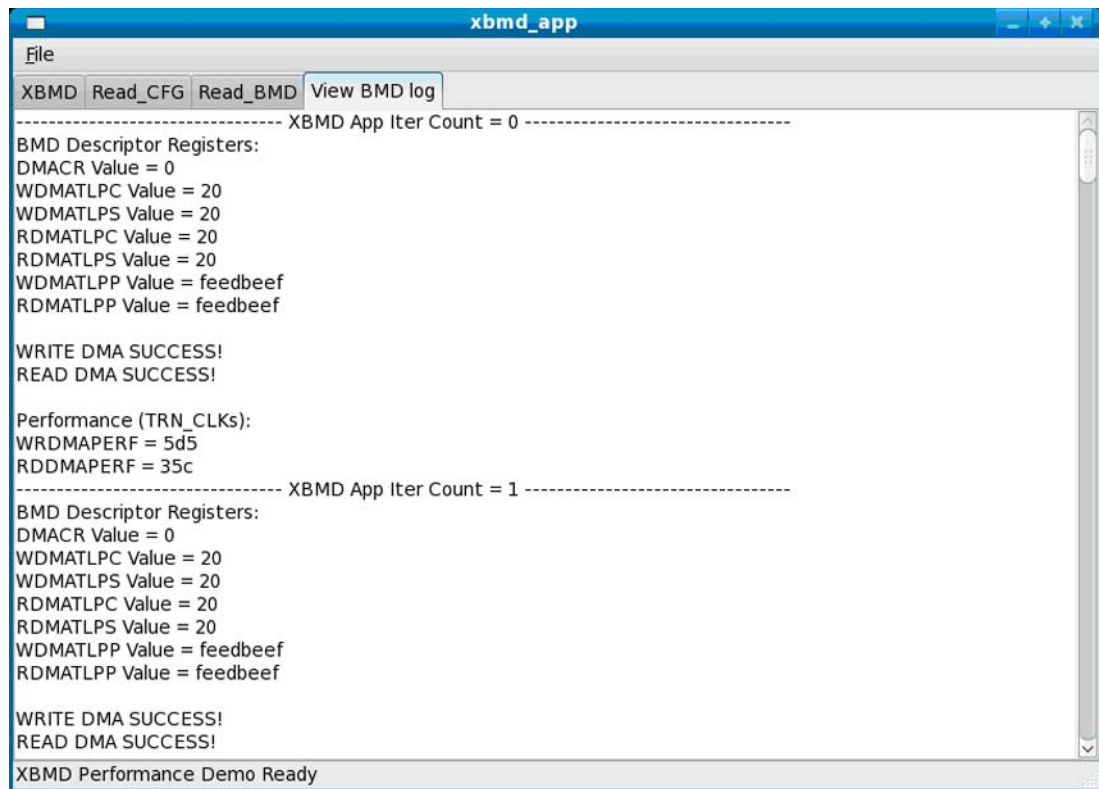 xbmd_app
File
XBMD Read_CFG Read_BMD View BMD log
--------------------------------- XBMD App Iter Count = 0 ---------------------------------
BMD Descriptor Registers:
DMACR Value = 0
WDMATLPC Value = 20
WDMATLPS Value = 20
RDMATLPC Value = 20
RDMATLPS Value = 20
WDMATLPP Value = feedbeef
RDMATLPP Value = feedbeef
WRITE DMA SUCCESS!
READ DMA SUCCESS!
Performance (TRN_CLKs):
WRDMAPERF = 5d5
RDDMAPERF = 35c
--------------------------------- XBMD App Iter Count = 1 ---------------------------------
BMD Descriptor Registers:
DMACR Value = 0
WDMATLPC Value = 20
WDMATLPS Value = 20
RDMATLPC Value = 20
RDMATLPS Value = 20
WDMATLPP Value = feedbeef
RDMATLPP Value = feedbeef
WRITE DMA SUCCESS!
READ DMA SUCCESS!
XBMD Performance Demo Ready